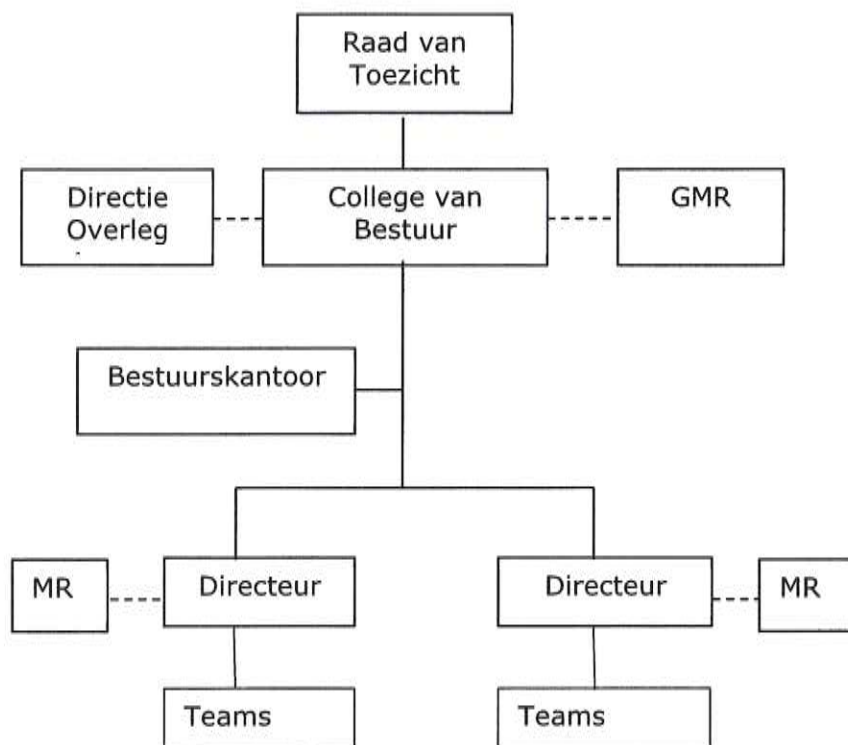 Raad van
Toezicht
Directie
Overleg
College van
Bestuur
GMR
Bestuurskantoor
MR
Directeur
Directeur
MR
Teams
Teams